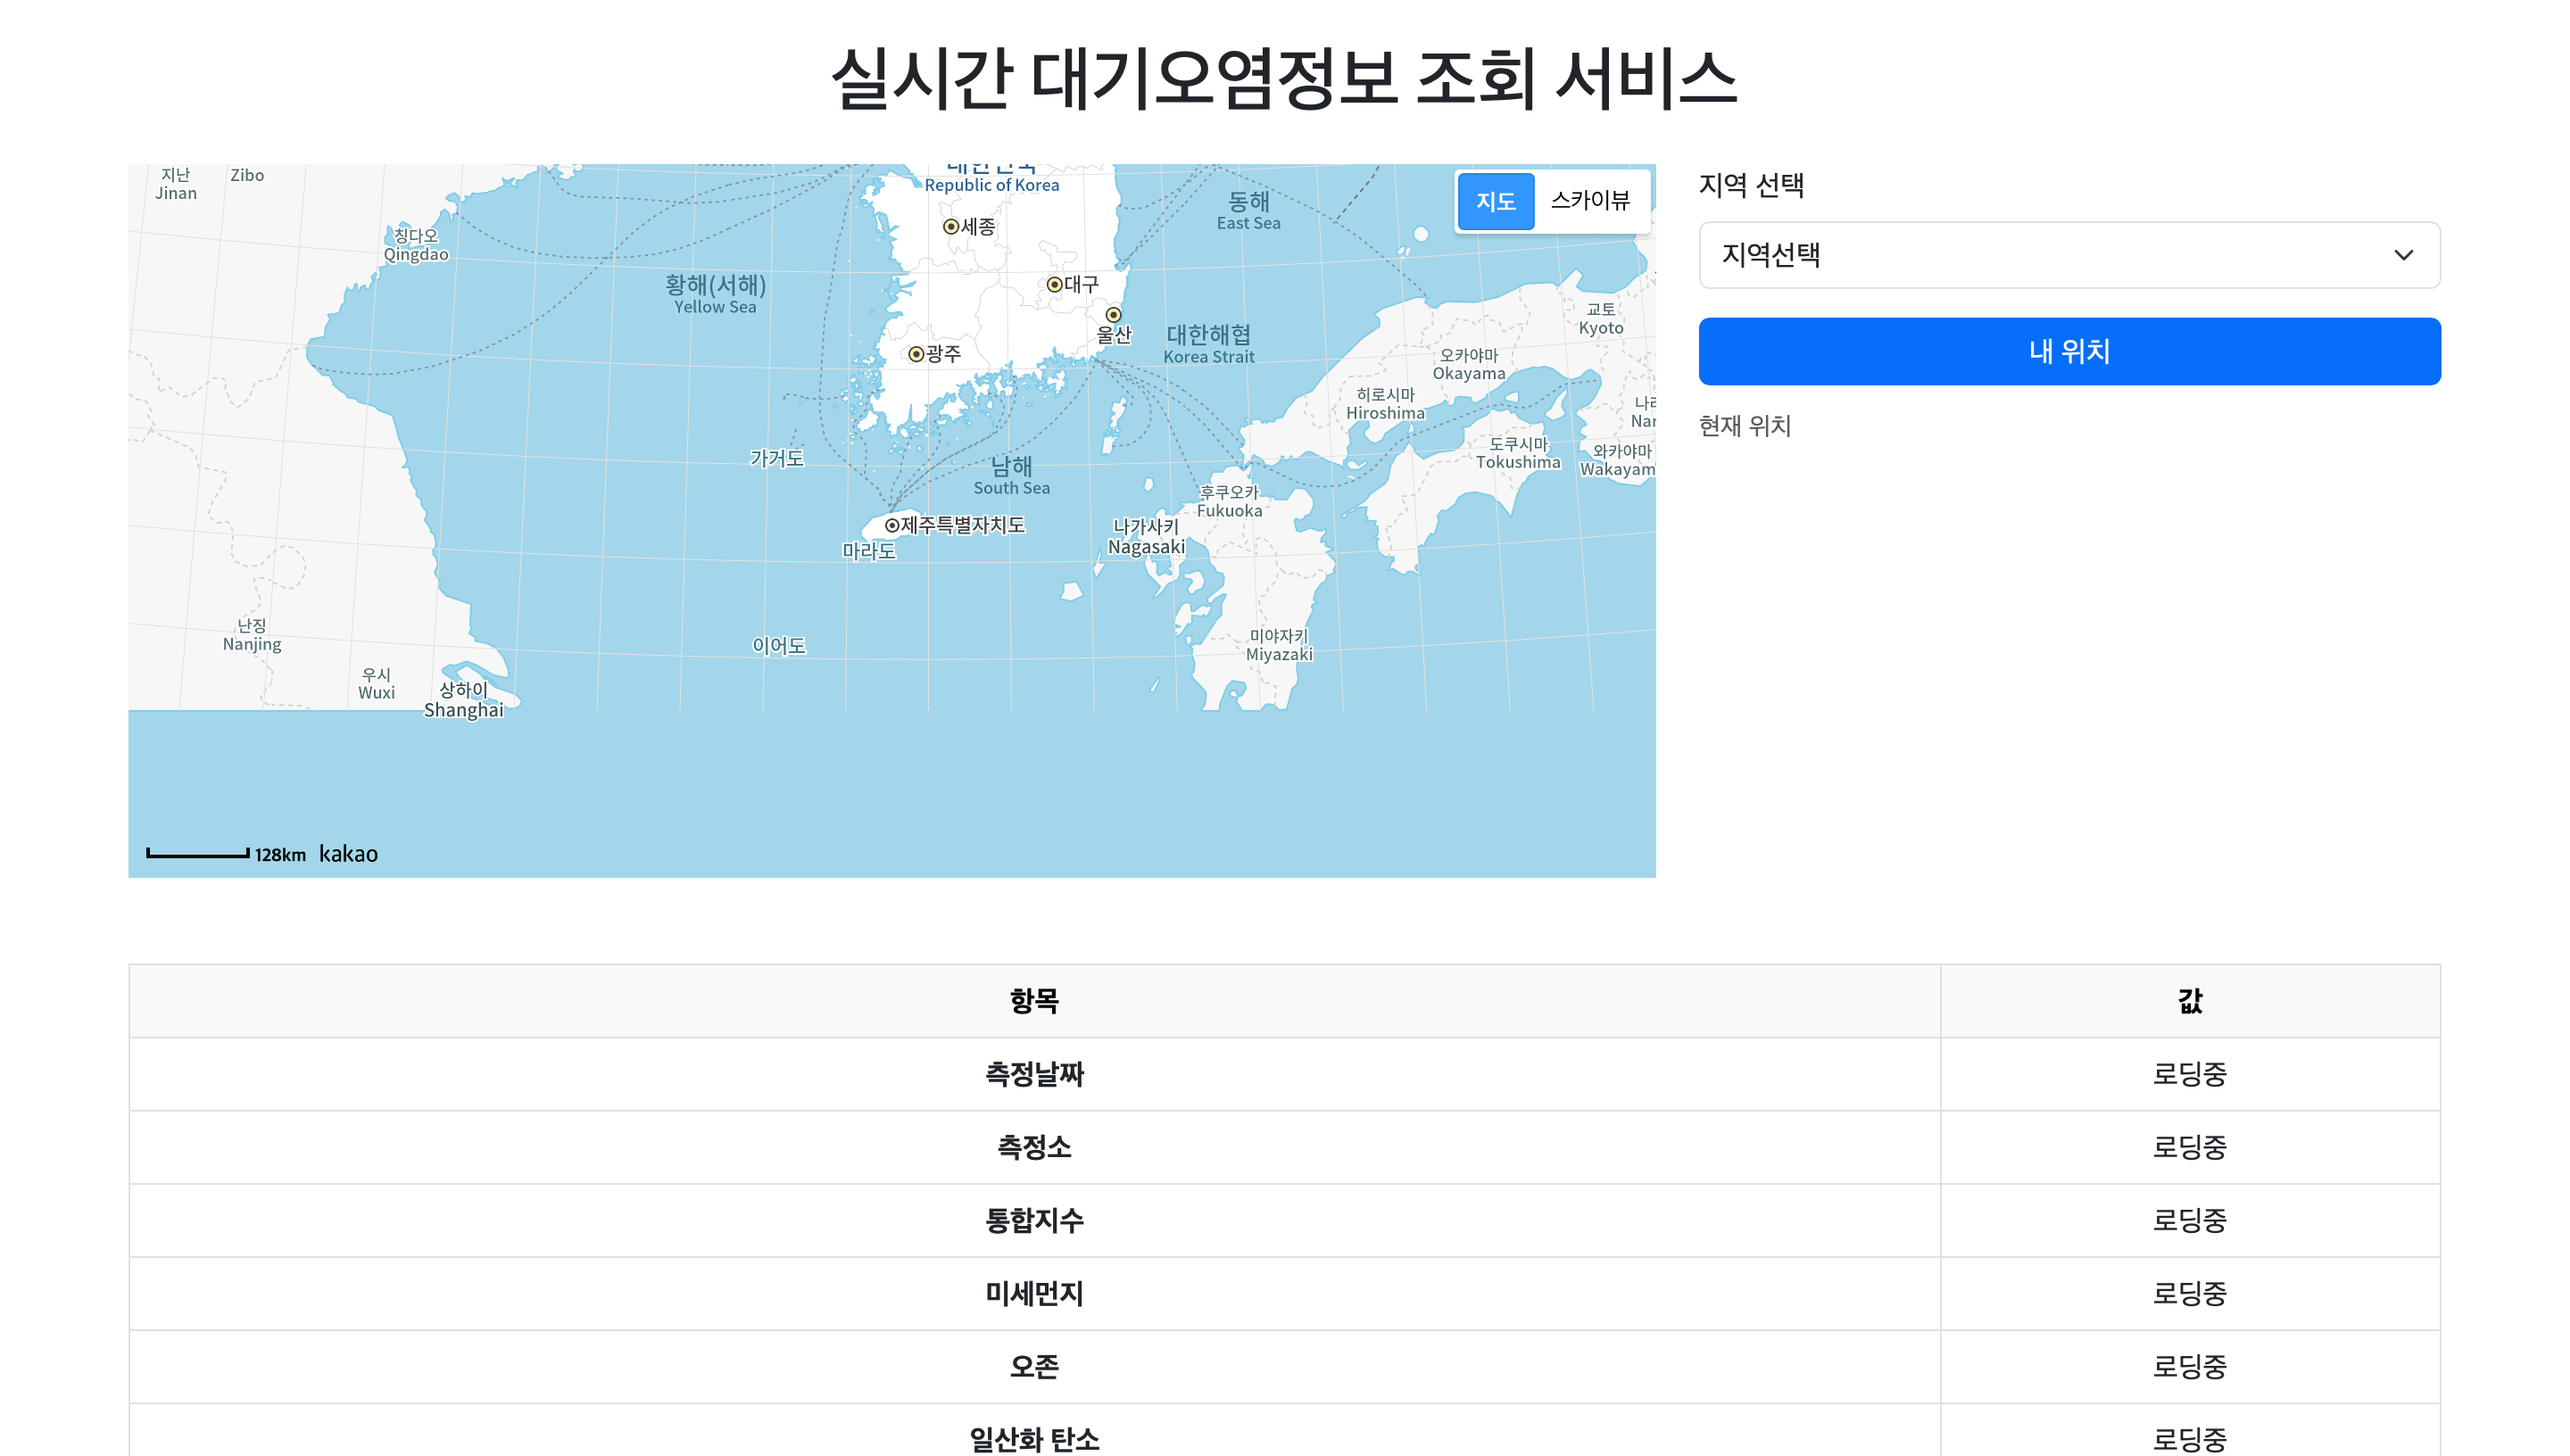 실시간 대기오염정보 조회 서비스
지난
Jinan
Zibo
대한민국
Republic of Korea
세종
동해
East Sea
지도
스카이뷰
칭다오
Qingdao
황해(서해)
Yellow Sea
대구
울산
대한해협
Korea Strait
광주
교토
Kyoto
오카야마
Okayama
히로시마
Hiroshima
도쿠시마
Tokushima
와카야마
Wakayam
가거도
남해
South Sea
후쿠오카
Fukuoka
제주특별자치도
마라도
나가사키
Nagasaki
난징
Nanjing
이어도
미야자키
Miyazaki
우시
Wuxi
상하이
Shanghai
128km
kakao
지역 선택
지역선택
내 위치
현재 위치
항목 값
측정날짜 로딩중
측정소 로딩중
통합지수 로딩중
미세먼지 로딩중
오존 로딩중
일산화 탄소 로딩중